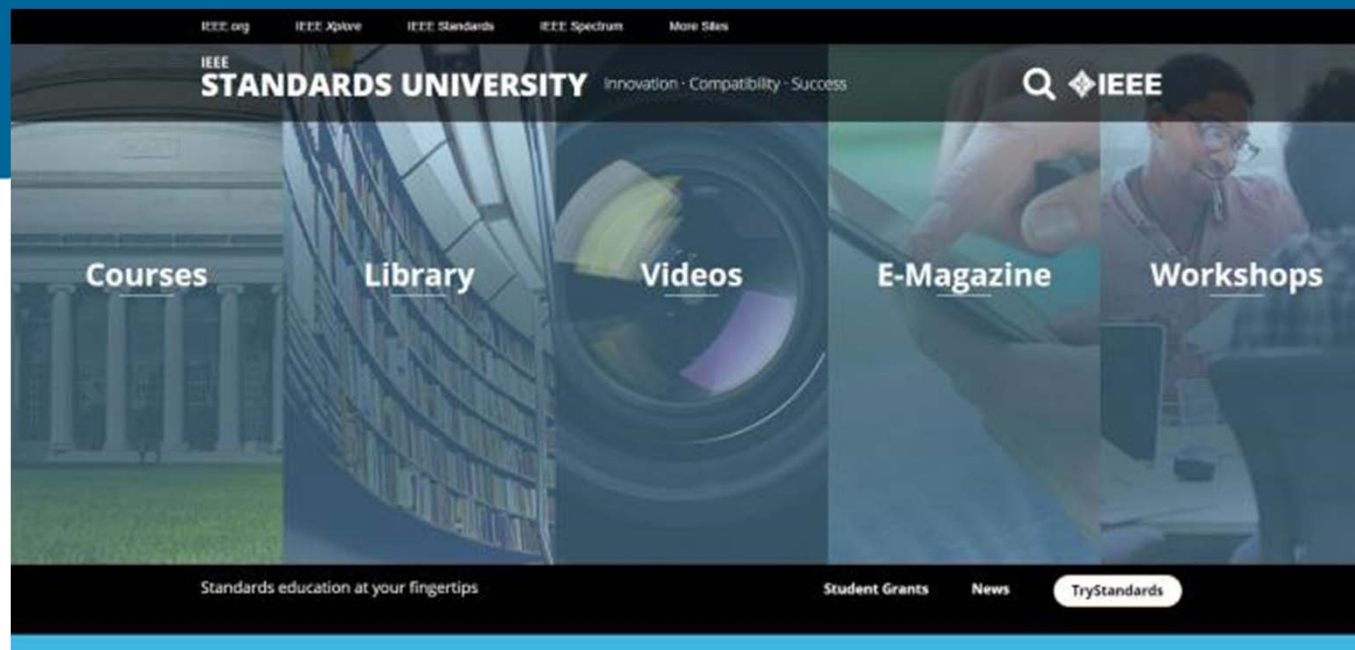 IEEE.org IEEE Xplore IEEE Standards IEEE Spectrum More Sites
IEEE
STANDARDS UNIVERSITY Innovation · Compatibility · Success IEEE
Courses Library Videos E-Magazine Workshops
Standards education at your fingertips Student Grants News TryStandards